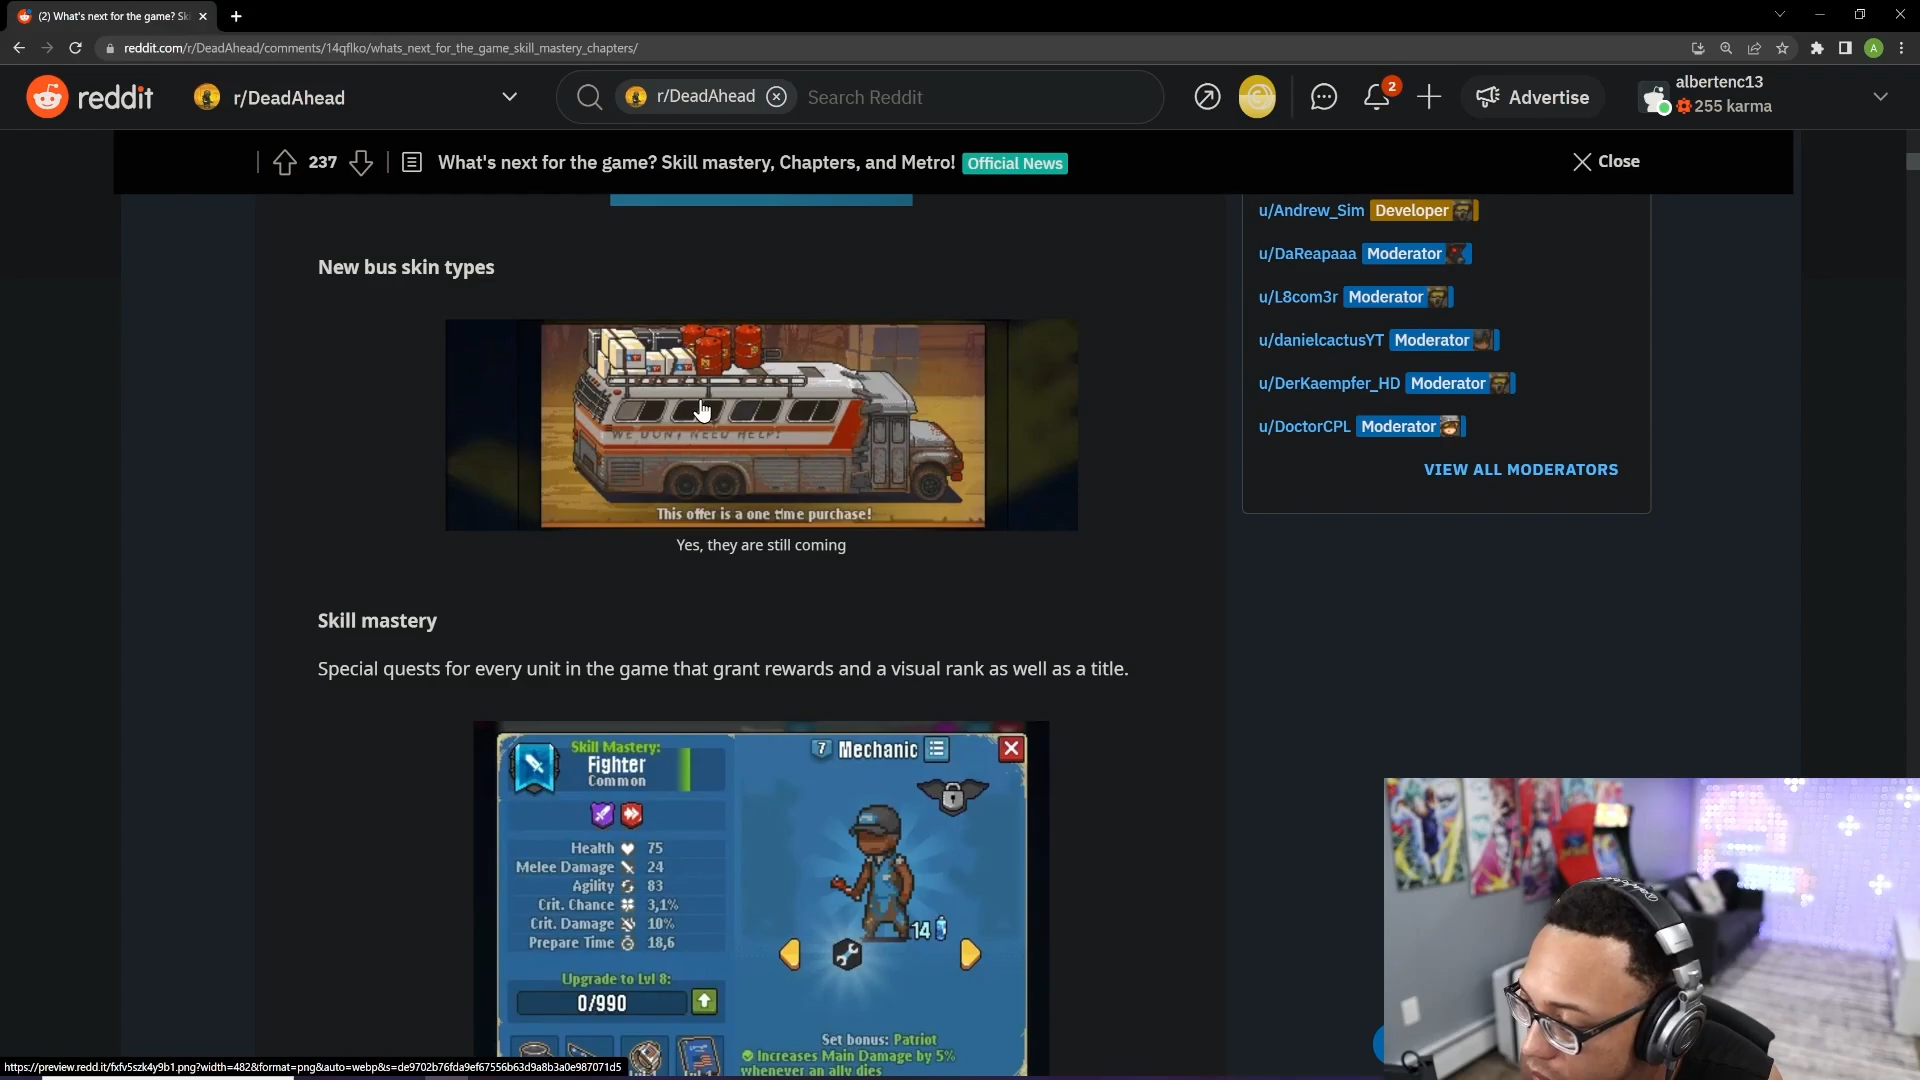 (2) What's next for the game? Sk
reddit.com/r/DeadAhead/comments/14qflko/whats_next_for_the_game_skill_mastery_chapters/
A
reddit
r/DeadAhead
r/DeadAhead
Search Reddit
2
Advertise
albertenc13
255 karma
237
What's next for the game? Skill mastery, Chapters, and Metro!
Official News
Close
u/Andrew_Sim Developer
u/DaReapaaa Moderator
u/L8com3r Moderator
u/danielcactusYT Moderator
u/DerKaempfer_HD Moderator
u/DoctorCPL Moderator
VIEW ALL MODERATORS
New bus skin types
WE DON'T NEED HELP!
This offer is a one time purchase!
Yes, they are still coming
Skill mastery
Special quests for every unit in the game that grant rewards and a visual rank as well as a title.
Skill Mastery:
Fighter
Common
7 Mechanic
Health 75
Melee Damage 24
Agility 83
Crit. Chance 3,1%
Crit. Damage 10%
Prepare Time 18,6
14
Upgrade to Lvl 8:
0/990
Set bonus: Patriot
Increases Main Damage by 5%
whenever an ally dies
https://preview.redd.it/fxfv5szk4y9b1.png?width=482&format=png&auto=webp&s=de9702b76fda9ef67556b63d9a8b3a0e987071d5